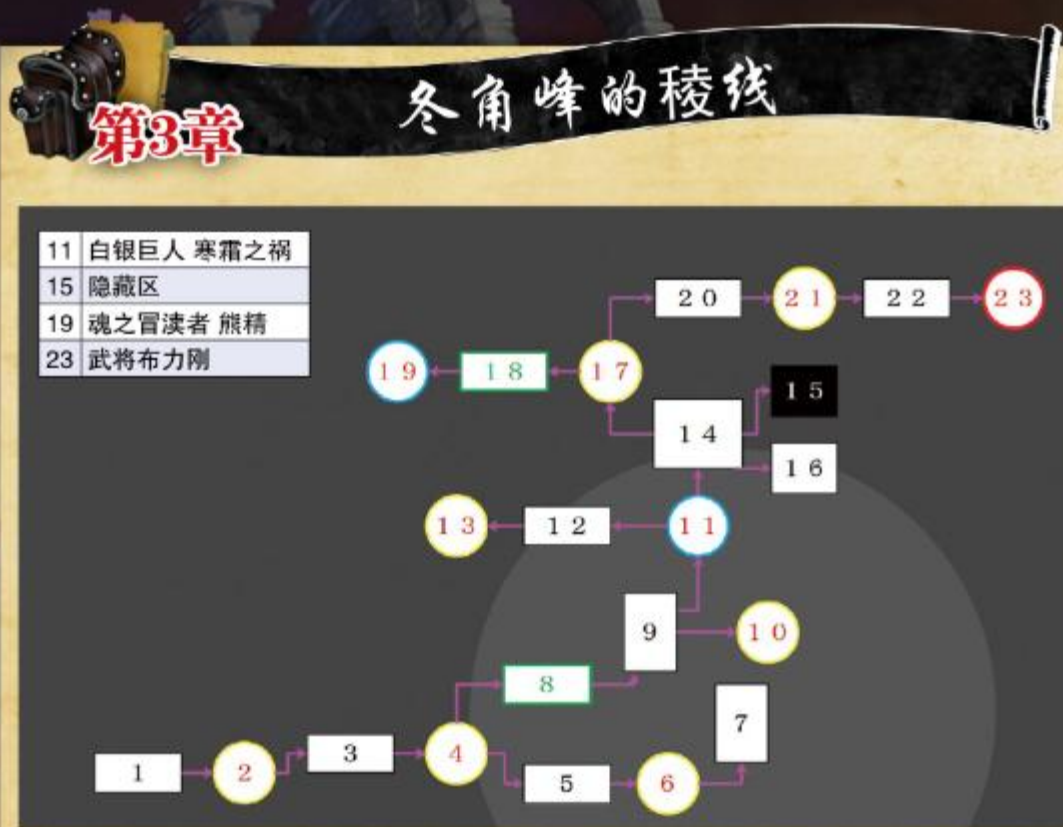 第3章
冬角峰的稜线
11 白银巨人 寒霜之祸
15 隐藏区
19 魂之冒渎者 熊精
23 武将布力刚
20 21 22 23
19 18 17
15
14
16
13 12 11
9
10
8
7
3 4
1 2
5 6